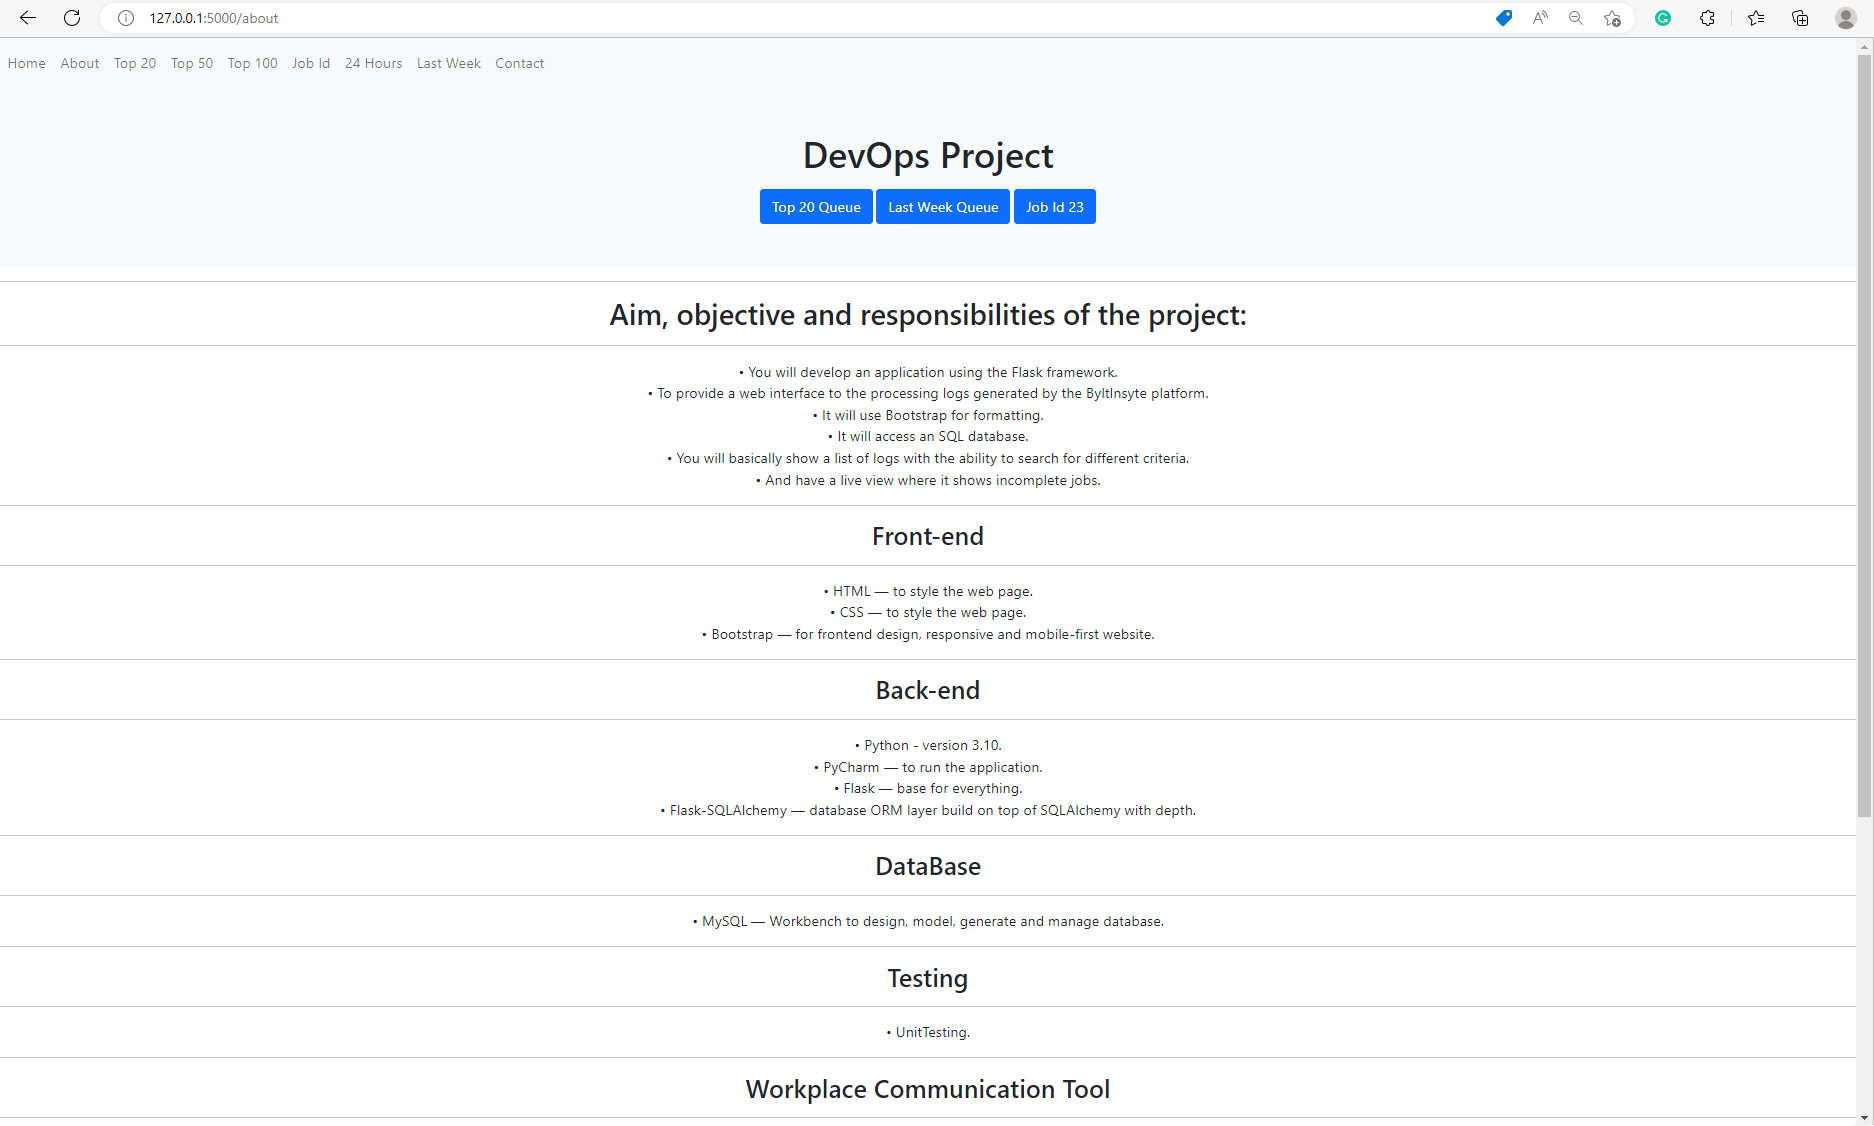 127.0.0.1:5000/about
Home About Top 20 Top 50 Top 100 Job Id 24 Hours Last Week Contact
DevOps Project
Top 20 Queue Last Week Queue Job Id 23
Aim, objective and responsibilities of the project:
• You will develop an application using the Flask framework.
• To provide a web interface to the processing logs generated by the ByItInsyte platform.
• It will use Bootstrap for formatting.
• It will access an SQL database.
• You will basically show a list of logs with the ability to search for different criteria.
• And have a live view where it shows incomplete jobs.
Front-end
• HTML — to style the web page.
• CSS — to style the web page.
• Bootstrap — for frontend design, responsive and mobile-first website.
Back-end
• Python - version 3.10.
• PyCharm — to run the application.
• Flask — base for everything.
• Flask-SQLAlchemy — database ORM layer build on top of SQLAlchemy with depth.
DataBase
• MySQL — Workbench to design, model, generate and manage database.
Testing
• UnitTesting.
Workplace Communication Tool